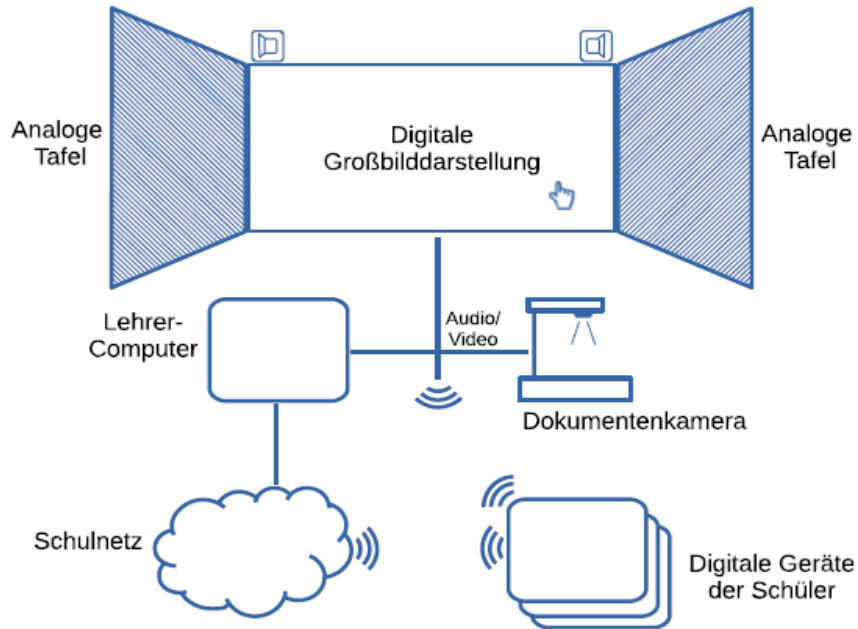 Analoge
Tafel
Digitale
Großbilddarstellung
Analoge
Tafel
Lehrer-
Computer
Audio/
Video
Dokumentenkamera
Schulnetz
Digitale Geräte
der Schüler